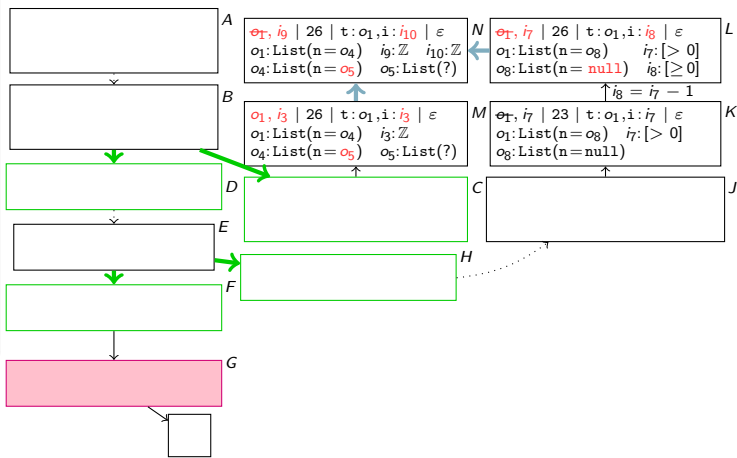 A
B
D
E
F
G
o₁, i₉ | 26 | t:o₁,i:i₁₀ | ε
o₁:List(n=o₄) i₉:ℤ i₁₀:ℤ
o₄:List(n=o₅) o₅:List(?)
N
o₁, i₇ | 26 | t:o₁,i:i₈ | ε
o₁:List(n=o₈) i₇:[> 0]
o₈:List(n= null) i₈:[≥0]
L
i₈ = i₇ − 1
o₁, i₃ | 26 | t:o₁,i:i₃ | ε
o₁:List(n=o₄) i₃:ℤ
o₄:List(n=o₅) o₅:List(?)
M
o₁, i₇ | 23 | t:o₁,i:i₇ | ε
o₁:List(n=o₈) i₇:[> 0]
o₈:List(n=null)
K
C
J
H